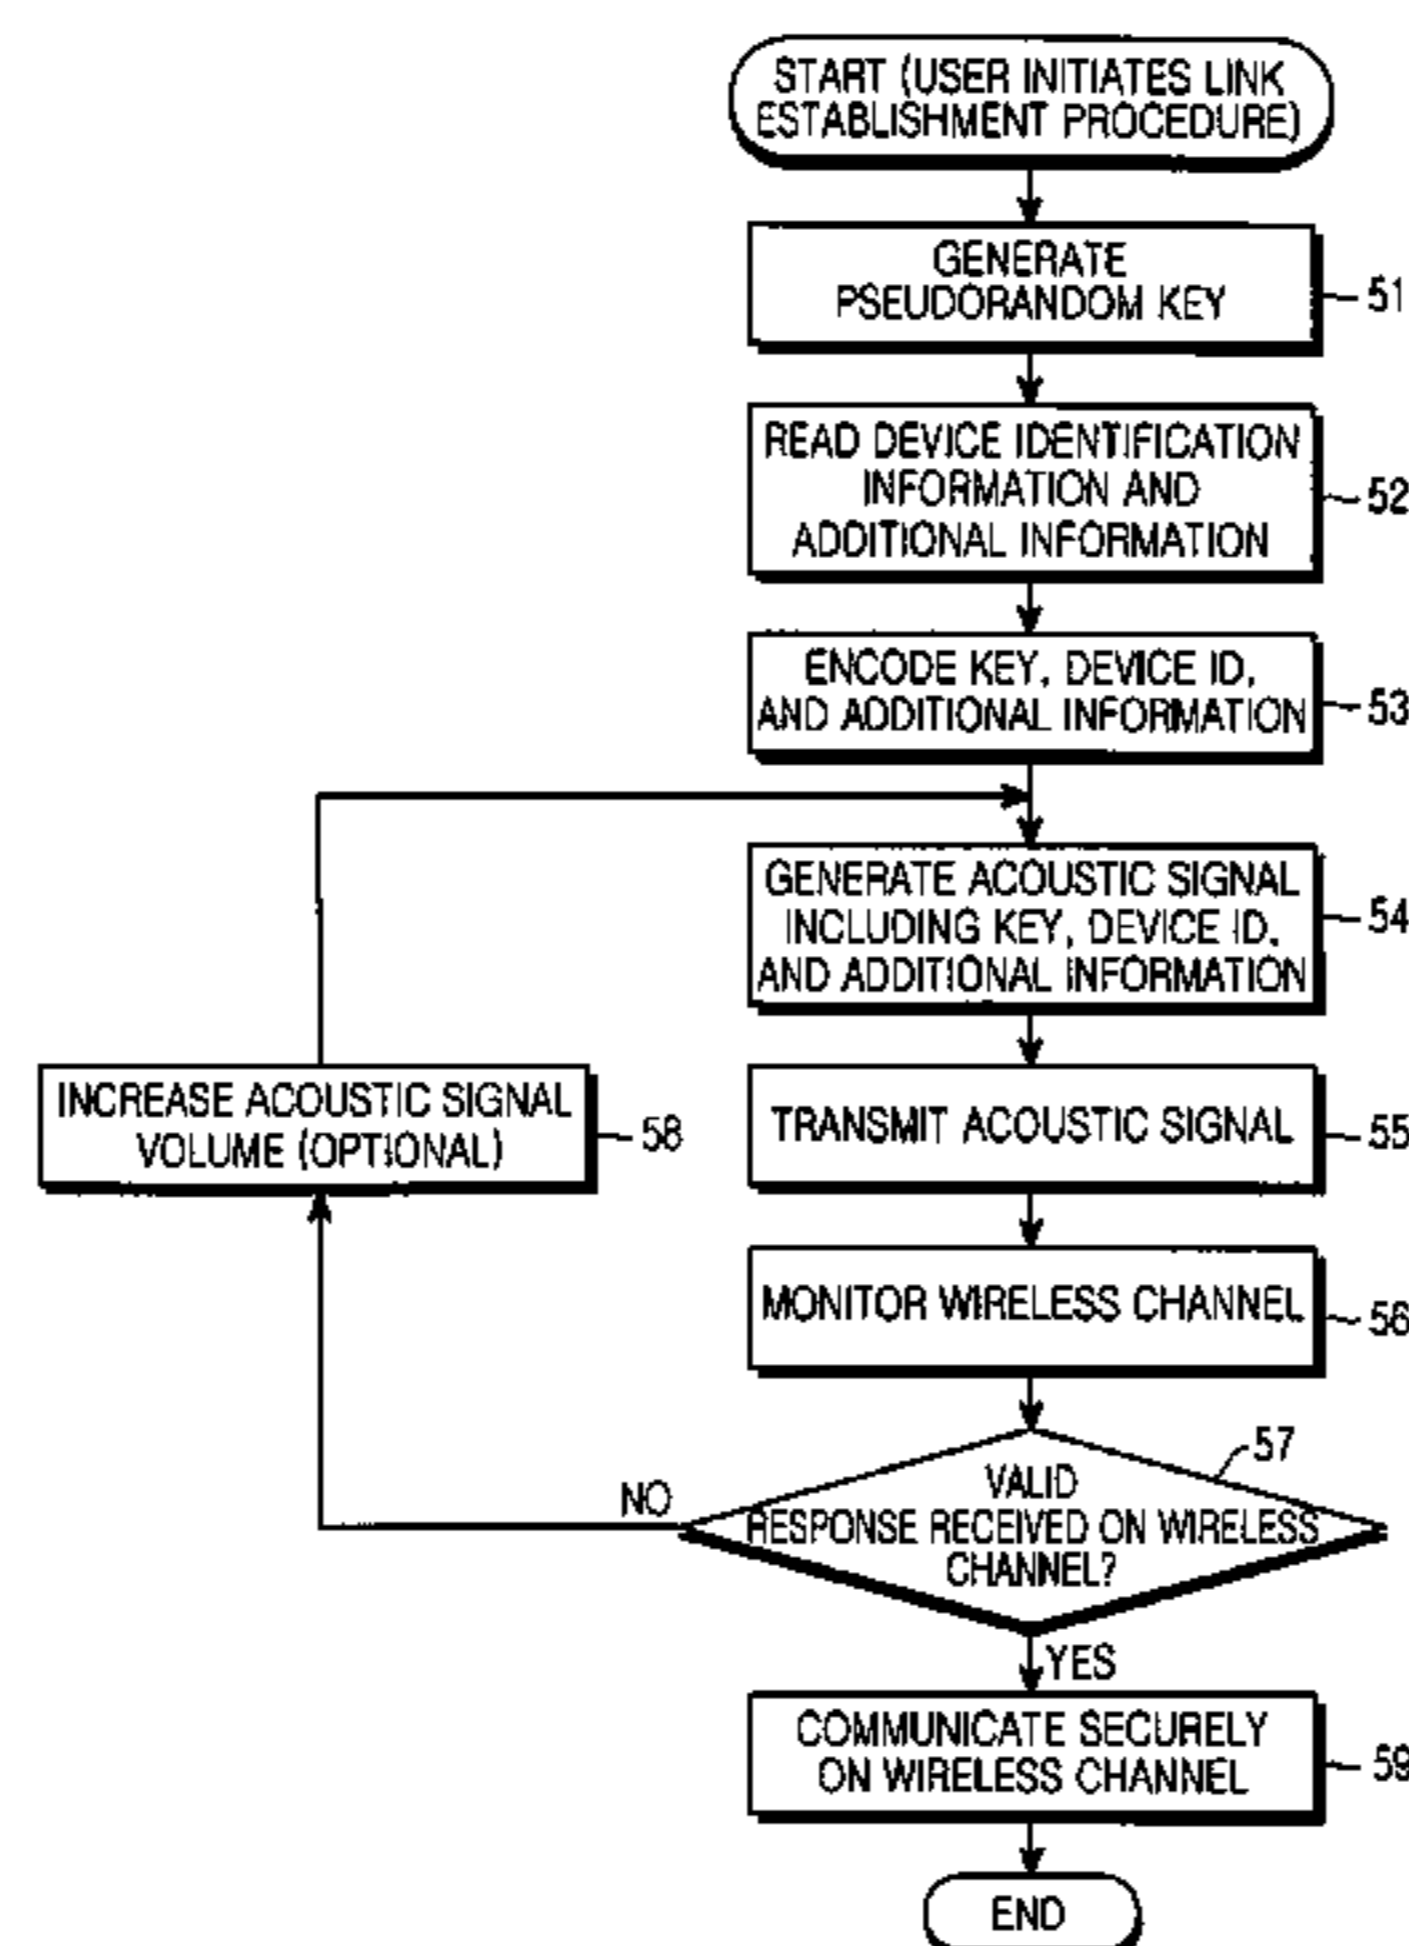 START (USER INITIATES LINK
ESTABLISHMENT PROCEDURE)
GENERATE
PSEUDORANDOM KEY
51
READ DEVICE IDENTIFICATION
INFORMATION AND
ADDITIONAL INFORMATION
52
ENCODE KEY, DEVICE ID,
AND ADDITIONAL INFORMATION
53
GENERATE ACOUSTIC SIGNAL
INCLUDING KEY, DEVICE ID,
AND ADDITIONAL INFORMATION
54
INCREASE ACOUSTIC SIGNAL
VOLUME (OPTIONAL)
58
TRANSMIT ACOUSTIC SIGNAL
55
MONITOR WIRELESS CHANNEL
56
57
NO
VALID
RESPONSE RECEIVED ON WIRELESS
CHANNEL?
YES
COMMUNICATE SECURELY
ON WIRELESS CHANNEL
59
END